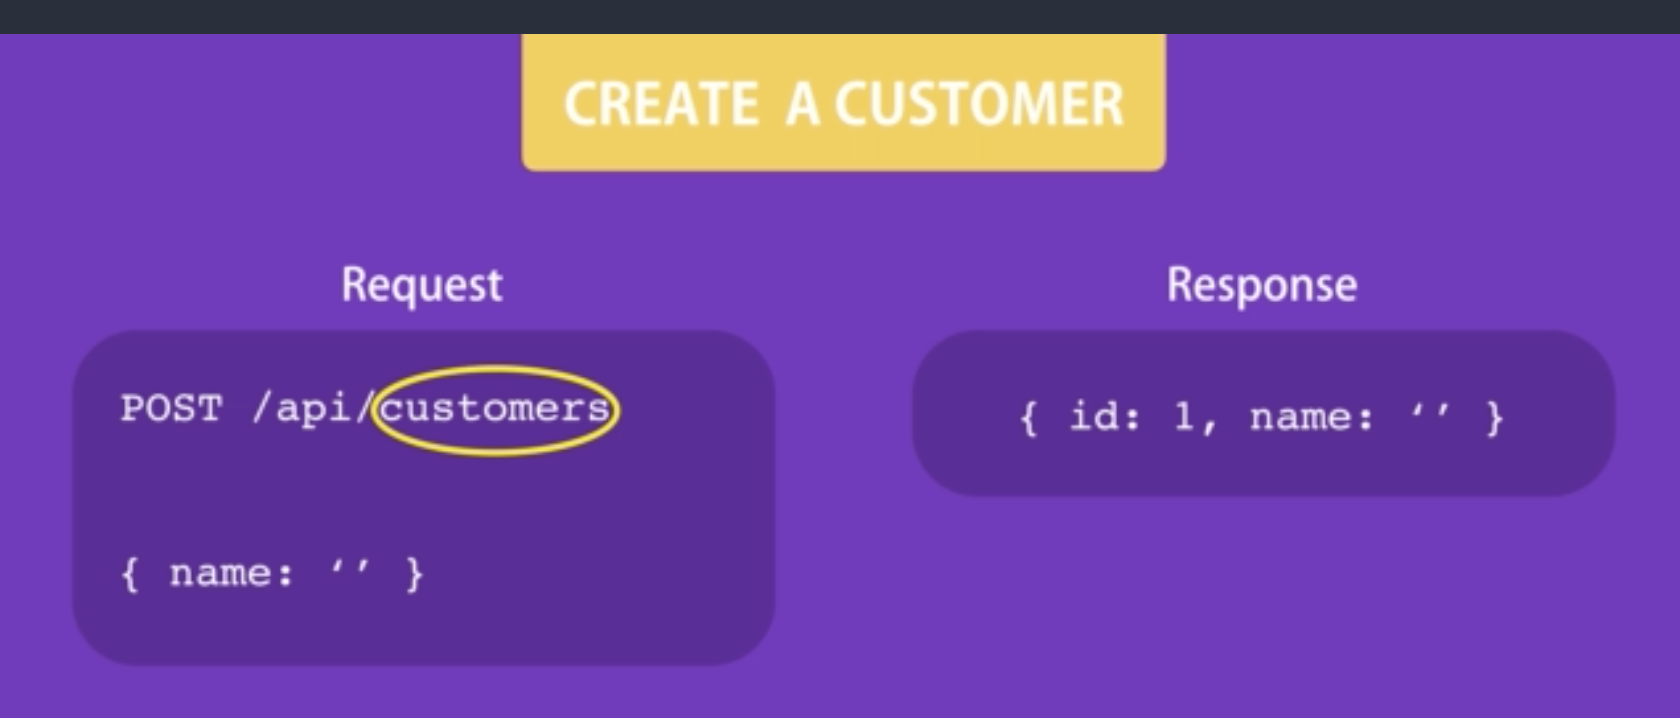 CREATE A CUSTOMER
Request
Response
POST /api/customers
{ id: 1, name: ‘’ }
{ name: ‘’ }